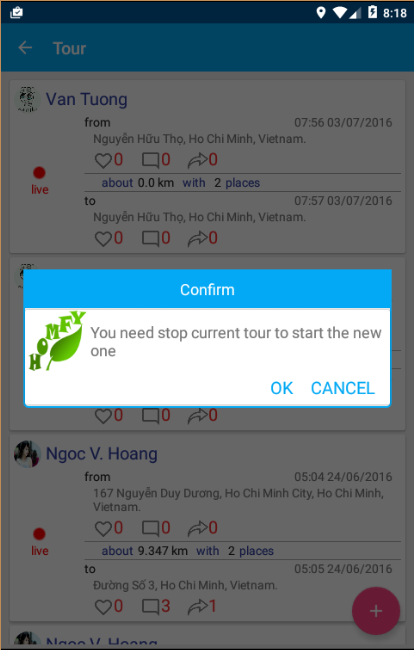 8:18
Tour
Van Tuong
from 07:56 03/07/2016
Nguyễn Hữu Thọ, Ho Chi Minh, Vietnam.
0 0 0
live
about 0.0 km with 2 places
to 07:57 03/07/2016
Nguyễn Hữu Thọ, Ho Chi Minh, Vietnam.
0 0 0
Confirm
HOMFY
You need stop current tour to start the new
one
OK CANCEL
0 0 0
Ngoc V. Hoang
from 05:04 24/06/2016
167 Nguyễn Duy Dương, Ho Chi Minh City, Ho Chi Minh,
Vietnam.
0 0 0
live
about 9.347 km with 2 places
to 05:05 24/06/2016
Đường Số 3, Ho Chi Minh, Vietnam.
0 3 1
Ngoc V. Hoang